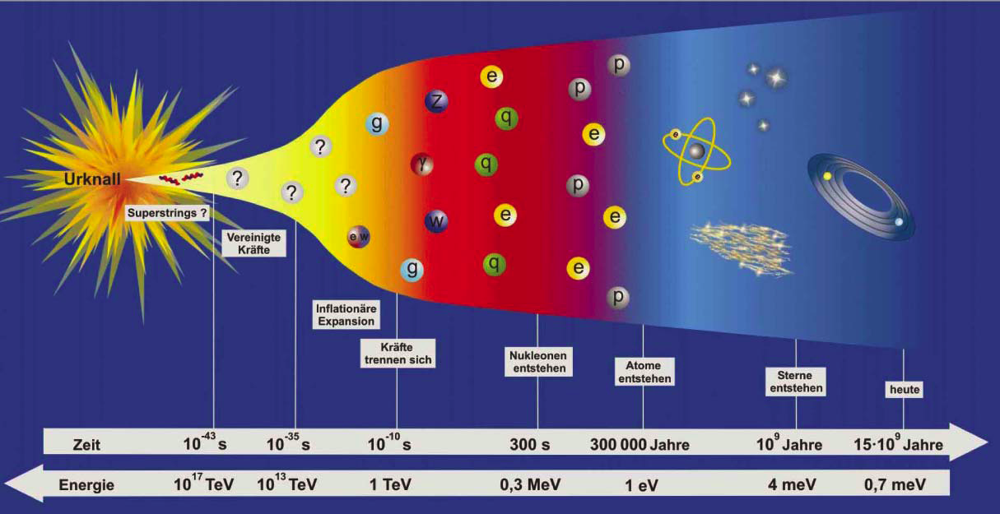 Urknall
Superstrings ?
Vereinigte
Kräfte
Inflationäre
Expansion
Kräfte
trennen sich
Nukleonen
entstehen
Atome
entstehen
Sterne
entstehen
heute
?
?
?
?
e w
g
g
Z
γ
w
e
q
q
e
q
p
p
e
p
e
e
p
e
e
Zeit 10⁻⁴³ s 10⁻³⁵ s 10⁻¹⁰ s 300 s 300 000 Jahre 10⁹ Jahre 15·10⁹ Jahre
Energie 10¹⁷ TeV 10¹³ TeV 1 TeV 0,3 MeV 1 eV 4 meV 0,7 meV